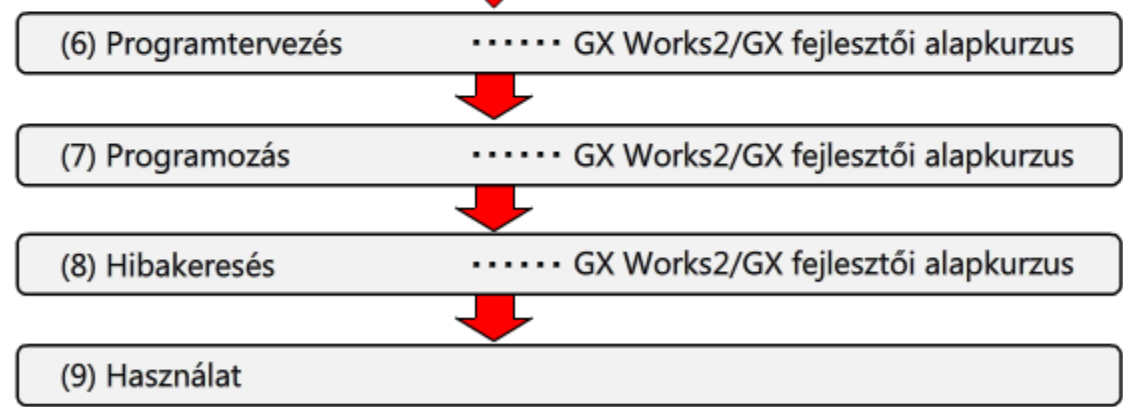 (6) Programtervezés ······ GX Works2/GX fejlesztői alapkurzus
(7) Programozás ······ GX Works2/GX fejlesztői alapkurzus
(8) Hibakeresés ······ GX Works2/GX fejlesztői alapkurzus
(9) Használat